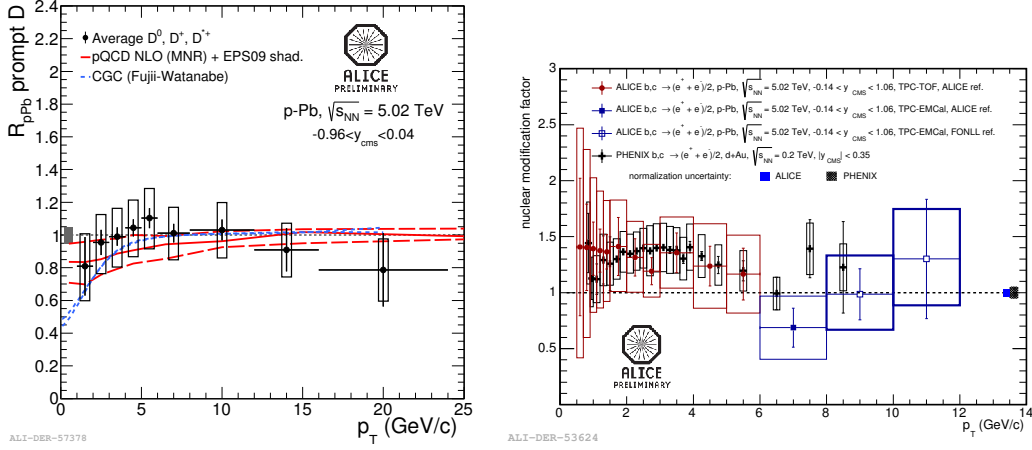 R_pPb prompt D
2.4
2.2
2
1.8
1.6
1.4
1.2
1
0.8
0.6
0.4
0.2
0
Average D⁰, D⁺, D*⁺
pQCD NLO (MNR) + EPS09 shad.
CGC (Fujii-Watanabe)
ALICE
PRELIMINARY
p-Pb, √s_NN = 5.02 TeV
-0.96<y_cms<0.04
0 5 10 15 20 25
p_T (GeV/c)
ALI-DER-57378
nuclear modification factor
3
2.5
2
1.5
1
0.5
ALICE b,c → (e⁺ + e⁻)/2, p-Pb, √s_NN = 5.02 TeV, -0.14 < y_CMS < 1.06, TPC-TOF, ALICE ref.
ALICE b,c → (e⁺ + e⁻)/2, p-Pb, √s_NN = 5.02 TeV, -0.14 < y_CMS < 1.06, TPC-EMCal, ALICE ref.
ALICE b,c → (e⁺ + e⁻)/2, p-Pb, √s_NN = 5.02 TeV, -0.14 < y_CMS < 1.06, TPC-EMCal, FONLL ref.
PHENIX b,c → (e⁺ + e⁻)/2, d+Au, √s_NN = 0.2 TeV, |y_CMS| < 0.35
normalization uncertainty: ALICE PHENIX
ALICE
PRELIMINARY
0 2 4 6 8 10 12 14
p_T (GeV/c)
ALI-DER-53624